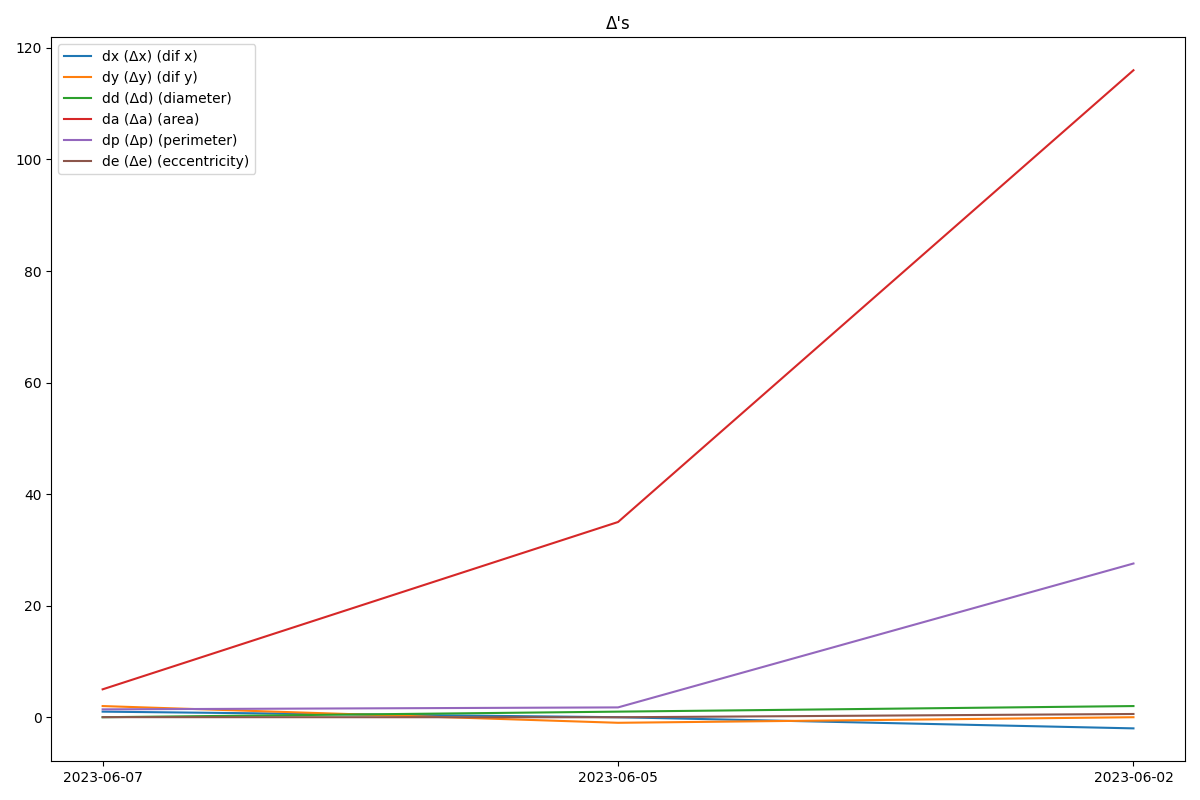 Δ's
dx (Δx) (dif x)
dy (Δy) (dif y)
dd (Δd) (diameter)
da (Δa) (area)
dp (Δp) (perimeter)
de (Δe) (eccentricity)
120
100
80
60
40
20
0
2023-06-07 2023-06-05 2023-06-02